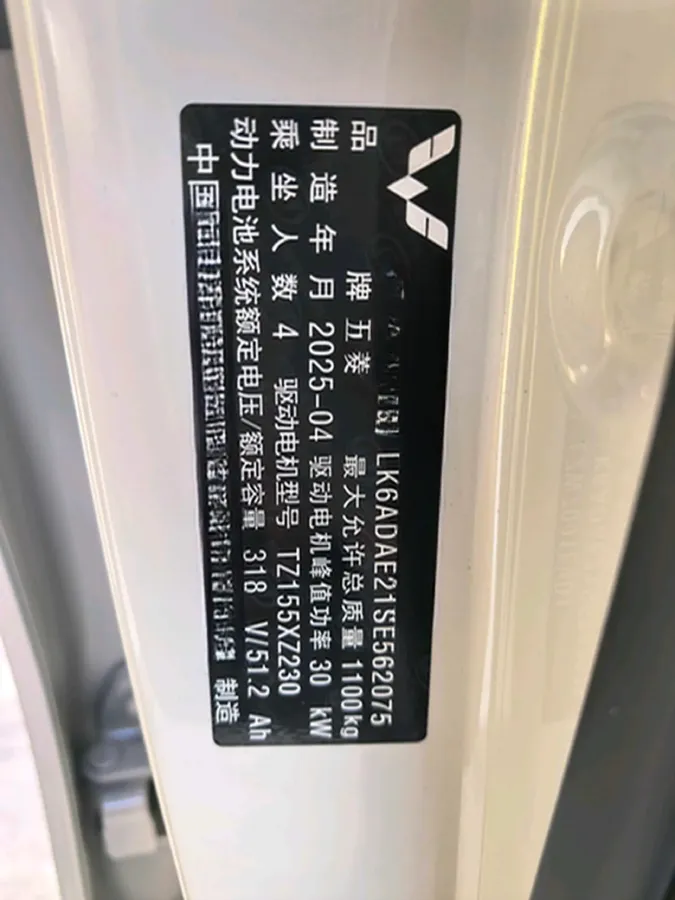 LK6ADAE21SE562075
品牌 五菱 最大允许总质量 1100kg
制造年月 2025-04 驱动电机峰值功率 30 kW
乘坐人数 4 驱动电机型号 TZ155XZ230
动力电池系统额定电压/额定容量 318 V/51.2 Ah
中国 制造